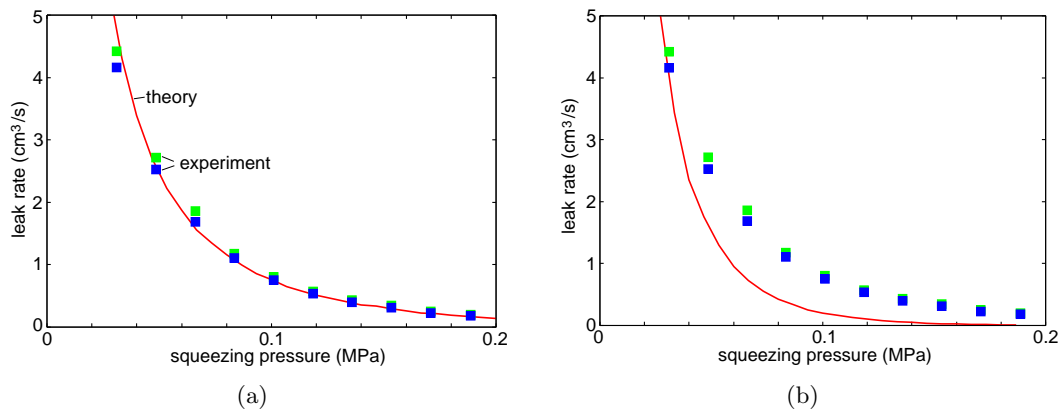 5
4
3
2
1
0
leak rate (cm³/s)
theory
experiment
0
0.1
0.2
squeezing pressure (MPa)
(a)
5
4
3
2
1
0
leak rate (cm³/s)
0
0.1
0.2
squeezing pressure (MPa)
(b)